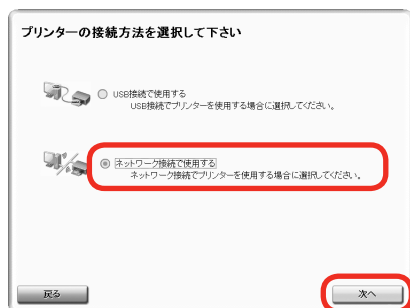 プリンターの接続方法を選択して下さい
USB接続で使用する
USB接続でプリンターを使用する場合に選択してください。
ネットワーク接続で使用する
ネットワーク接続でプリンターを使用する場合に選択してください。
戻る
次へ